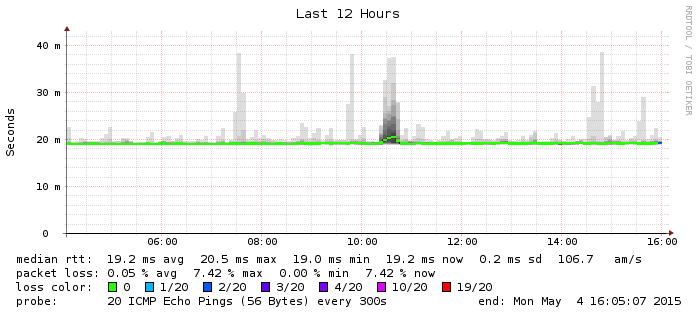 Last 12 Hours
RRDTOOL / TOBI OETIKER
Seconds
40 m
30 m
20 m
10 m
0
06:00 08:00 10:00 12:00 14:00 16:00
median rtt: 19.2 ms avg 20.5 ms max 19.0 ms min 19.2 ms now 0.2 ms sd 106.7 am/s
packet loss: 0.05 % avg 7.42 % max 0.00 % min 7.42 % now
loss color: 0 1/20 2/20 3/20 4/20 10/20 19/20
probe: 20 ICMP Echo Pings (56 Bytes) every 300s end: Mon May 4 16:05:07 2015